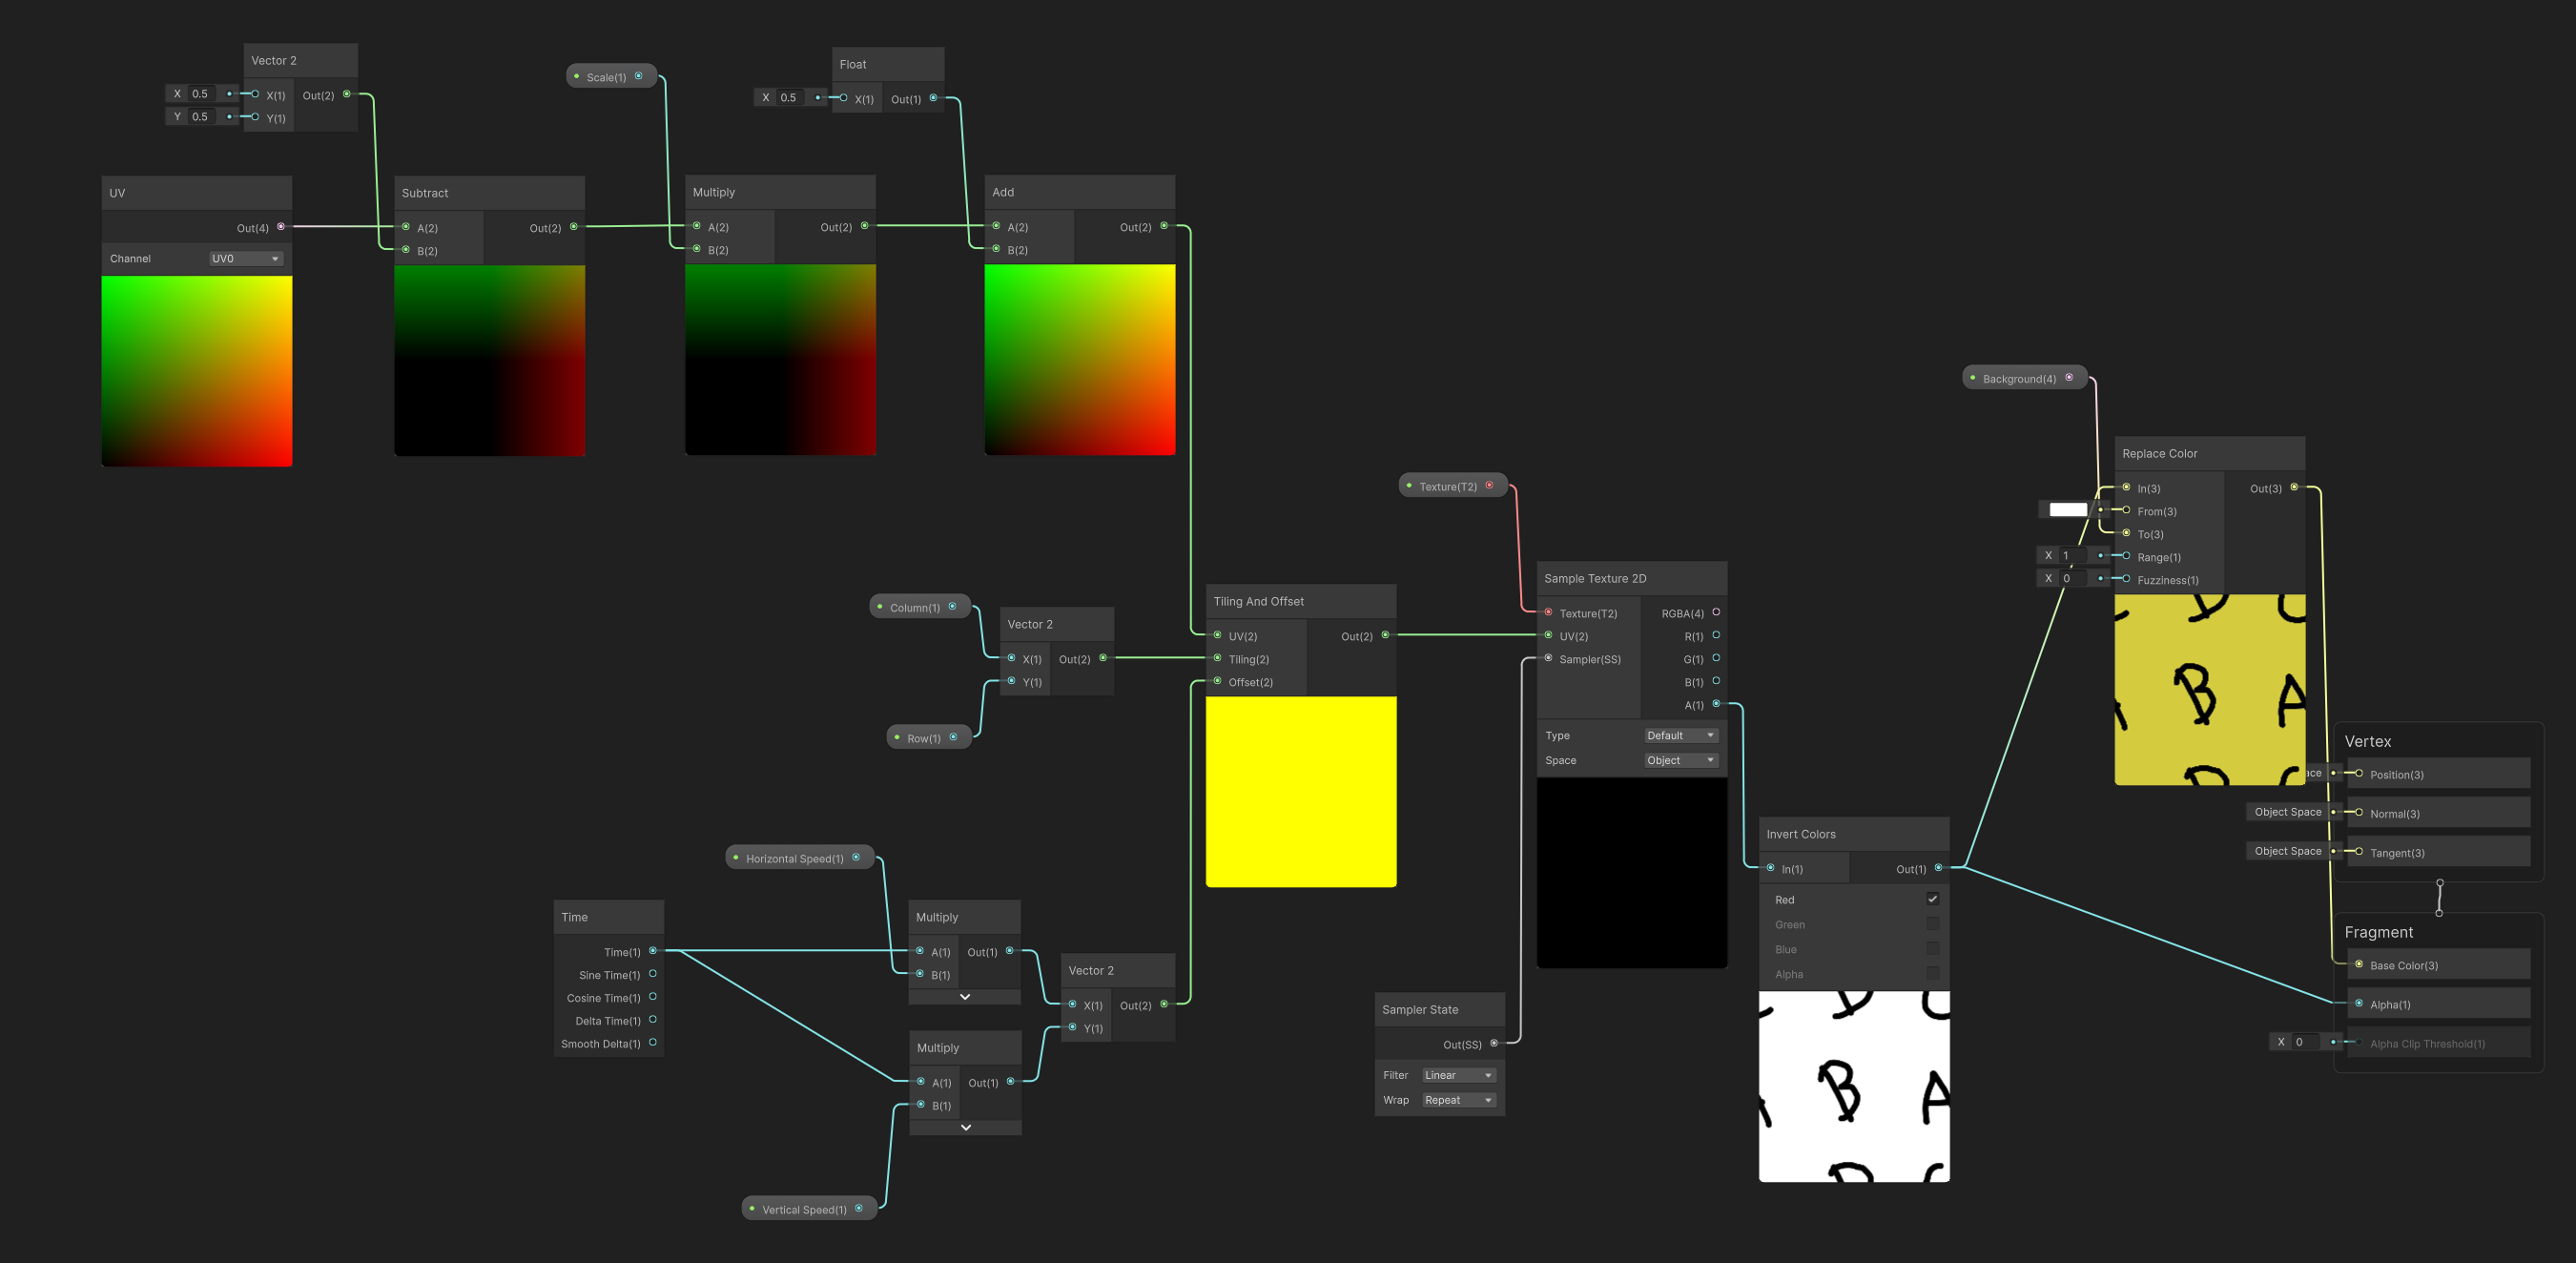 Vector 2
X 0.5 X(1) Out(2)
Y 0.5 Y(1)
UV
Out(4)
Channel UV0
Subtract
A(2) Out(2)
B(2)
Scale(1)
Multiply
A(2) Out(2)
B(2)
Float
X 0.5 X(1) Out(1)
Add
A(2) Out(2)
B(2)
Column(1)
Row(1)
Vector 2
X(1) Out(2)
Y(1)
Horizontal Speed(1)
Time
Time(1)
Sine Time(1)
Cosine Time(1)
Delta Time(1)
Smooth Delta(1)
Multiply
A(1) Out(1)
B(1)
Multiply
A(1) Out(1)
B(1)
Vertical Speed(1)
Vector 2
X(1) Out(2)
Y(1)
Tiling And Offset
UV(2) Out(2)
Tiling(2)
Offset(2)
Texture(T2)
Sample Texture 2D
Texture(T2) RGBA(4)
UV(2) R(1)
Sampler(SS) G(1)
B(1)
A(1)
Type Default
Space Object
Sampler State
Out(SS)
Filter Linear
Wrap Repeat
Invert Colors
In(1) Out(1)
Red
Green
Blue
Alpha
B A
Background(4)
Replace Color
In(3) Out(3)
From(3)
To(3)
X 1 Range(1)
X 0 Fuzziness(1)
B A
Vertex
ace Position(3)
Object Space Normal(3)
Object Space Tangent(3)
Fragment
Base Color(3)
Alpha(1)
X 0 Alpha Clip Threshold(1)